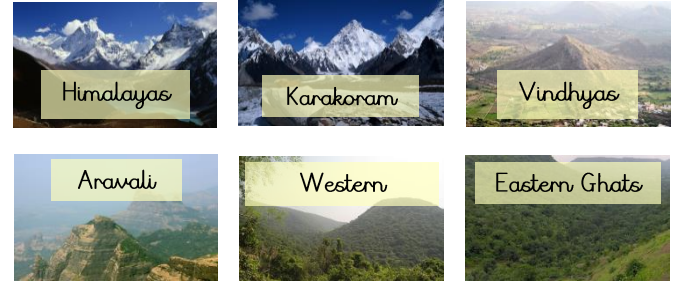 Himalayas
Karakoram
Vindhyas
Aravali
Western
Eastern Ghats